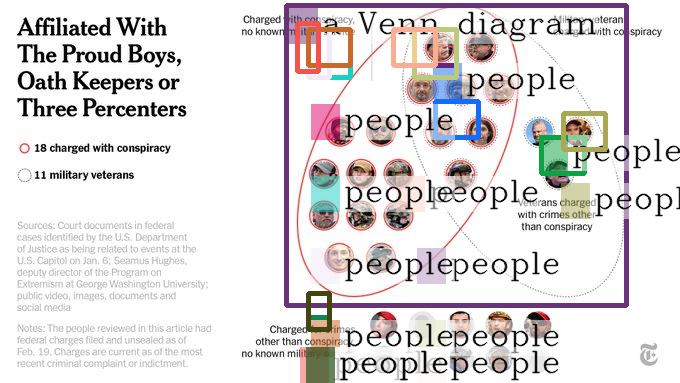 Affiliated With
The Proud Boys,
Oath Keepers or
Three Percenters
18 charged with conspiracy
11 military veterans
Sources: Court documents in federal
cases identified by the U.S. Department
of Justice as being related to events at the
U.S. Capitol on Jan. 6; Seamus Hughes,
deputy director of the Program on
Extremism at George Washington University;
public video, images, documents and
social media
Notes: The people reviewed in this article had
federal charges filed and unsealed as of
Feb. 19. Charges are current as of the most
recent criminal complaint or indictment.
Charged with conspiracy,
no known military
Military veteran
charged with conspiracy
a Venn diagram
people
people
people
people
people
people
people
people
Veterans charged
with crimes other
than conspiracy
people
Charged crimes
other than conspiracy
no known military
people
people
people
people